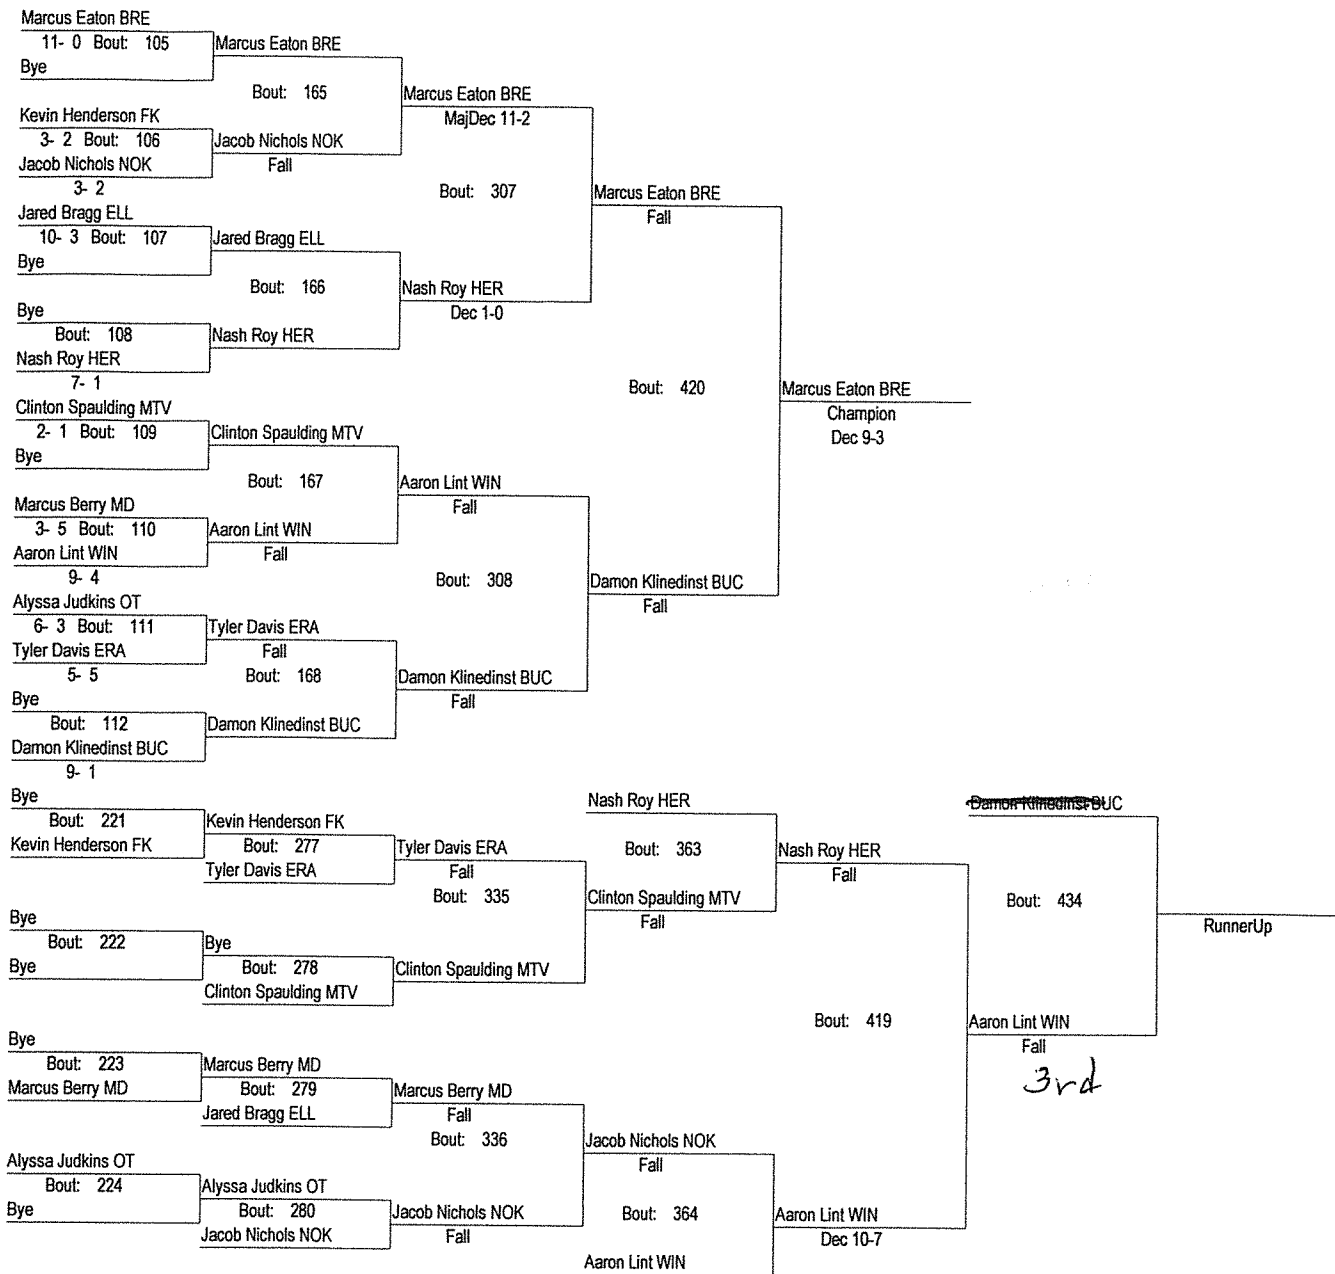 Marcus Eaton BRE
11- 0 Bout: 105
Bye
Marcus Eaton BRE
Bout: 165
Kevin Henderson FK
3- 2 Bout: 106
Jacob Nichols NOK
3- 2
Jacob Nichols NOK
Fall
Marcus Eaton BRE
MajDec 11-2
Bout: 307
Jared Bragg ELL
10- 3 Bout: 107
Bye
Jared Bragg ELL
Bout: 166
Bye
Bout: 108
Nash Roy HER
7- 1
Nash Roy HER
Nash Roy HER
Dec 1-0
Marcus Eaton BRE
Fall
Bout: 420
Marcus Eaton BRE
Champion
Dec 9-3
Clinton Spaulding MTV
2- 1 Bout: 109
Bye
Clinton Spaulding MTV
Bout: 167
Marcus Berry MD
3- 5 Bout: 110
Aaron Lint WIN
9- 4
Aaron Lint WIN
Fall
Aaron Lint WIN
Fall
Bout: 308
Alyssa Judkins OT
6- 3 Bout: 111
Tyler Davis ERA
5- 5
Tyler Davis ERA
Fall
Bout: 168
Bye
Bout: 112
Damon Klinedinst BUC
9- 1
Damon Klinedinst BUC
Damon Klinedinst BUC
Fall
Damon Klinedinst BUC
Fall
Bye
Bout: 221
Kevin Henderson FK
Kevin Henderson FK
Bout: 277
Tyler Davis ERA
Tyler Davis ERA
Fall
Bout: 335
Bye
Bout: 222
Bye
Bye
Bout: 278
Clinton Spaulding MTV
Clinton Spaulding MTV
Nash Roy HER
Bout: 363
Clinton Spaulding MTV
Fall
Nash Roy HER
Fall
Bout: 419
Bye
Bout: 223
Marcus Berry MD
Marcus Berry MD
Bout: 279
Jared Bragg ELL
Marcus Berry MD
Fall
Bout: 336
Alyssa Judkins OT
Bout: 224
Bye
Alyssa Judkins OT
Bout: 280
Jacob Nichols NOK
Jacob Nichols NOK
Fall
Jacob Nichols NOK
Fall
Bout: 364
Aaron Lint WIN
Aaron Lint WIN
Dec 10-7
Damon Klinedinst BUC
Bout: 434
Aaron Lint WIN
Fall
3rd
RunnerUp